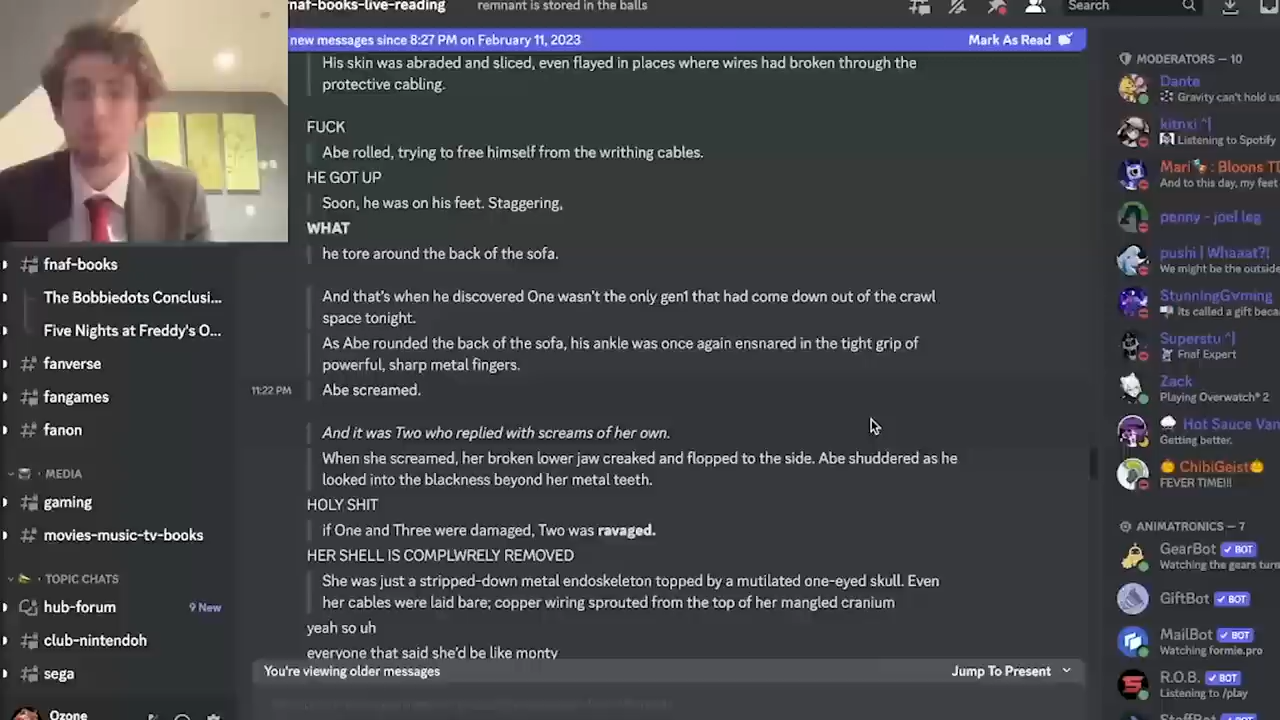 fnaf-books-live-reading
remnant is stored in the balls
Search
new messages since 8:27 PM on February 11, 2023
Mark As Read
His skin was abraded and sliced, even flayed in places where wires had broken through the
protective cabling.
FUCK
Abe rolled, trying to free himself from the writhing cables.
HE GOT UP
Soon, he was on his feet. Staggering,
WHAT
he tore around the back of the sofa.
And that's when he discovered One wasn't the only gen1 that had come down out of the crawl
space tonight.
As Abe rounded the back of the sofa, his ankle was once again ensnared in the tight grip of
powerful, sharp metal fingers.
11:22 PM
Abe screamed.
And it was Two who replied with screams of her own.
When she screamed, her broken lower jaw creaked and flopped to the side. Abe shuddered as he
looked into the blackness beyond her metal teeth.
HOLY SHIT
if One and Three were damaged, Two was ravaged.
HER SHELL IS COMPLWRELY REMOVED
She was just a stripped-down metal endoskeleton topped by a mutilated one-eyed skull. Even
her cables were laid bare; copper wiring sprouted from the top of her mangled cranium
yeah so uh
everyone that said she'd be like monty
You're viewing older messages
Jump To Present
fnaf-books
The Bobbiedots Conclusi...
Five Nights at Freddy's O...
fanverse
fangames
fanon
MEDIA
gaming
movies-music-tv-books
TOPIC CHATS
hub-forum
9 New
club-nintendoh
sega
Ozone
MODERATORS — 10
Dante
Gravity can't hold us
kitnxi ^|
Listening to Spotify
Mari : Bloons TD
And to this day, my feet
penny - joel leg
pushi | Whaaat?!
We might be the outside
StunningGvming
its called a gift beca
Superstu ^|
Fnaf Expert
Zack
Playing Overwatch® 2
Hot Sauce Van
Getting better.
ChibiGeist
FEVER TIME!!!
ANIMATRONICS — 7
GearBot BOT
Watching the gears turn
GiftBot BOT
MailBot BOT
Watching formie.pro
R.O.B. BOT
Listening to /play
StaffBot BOT